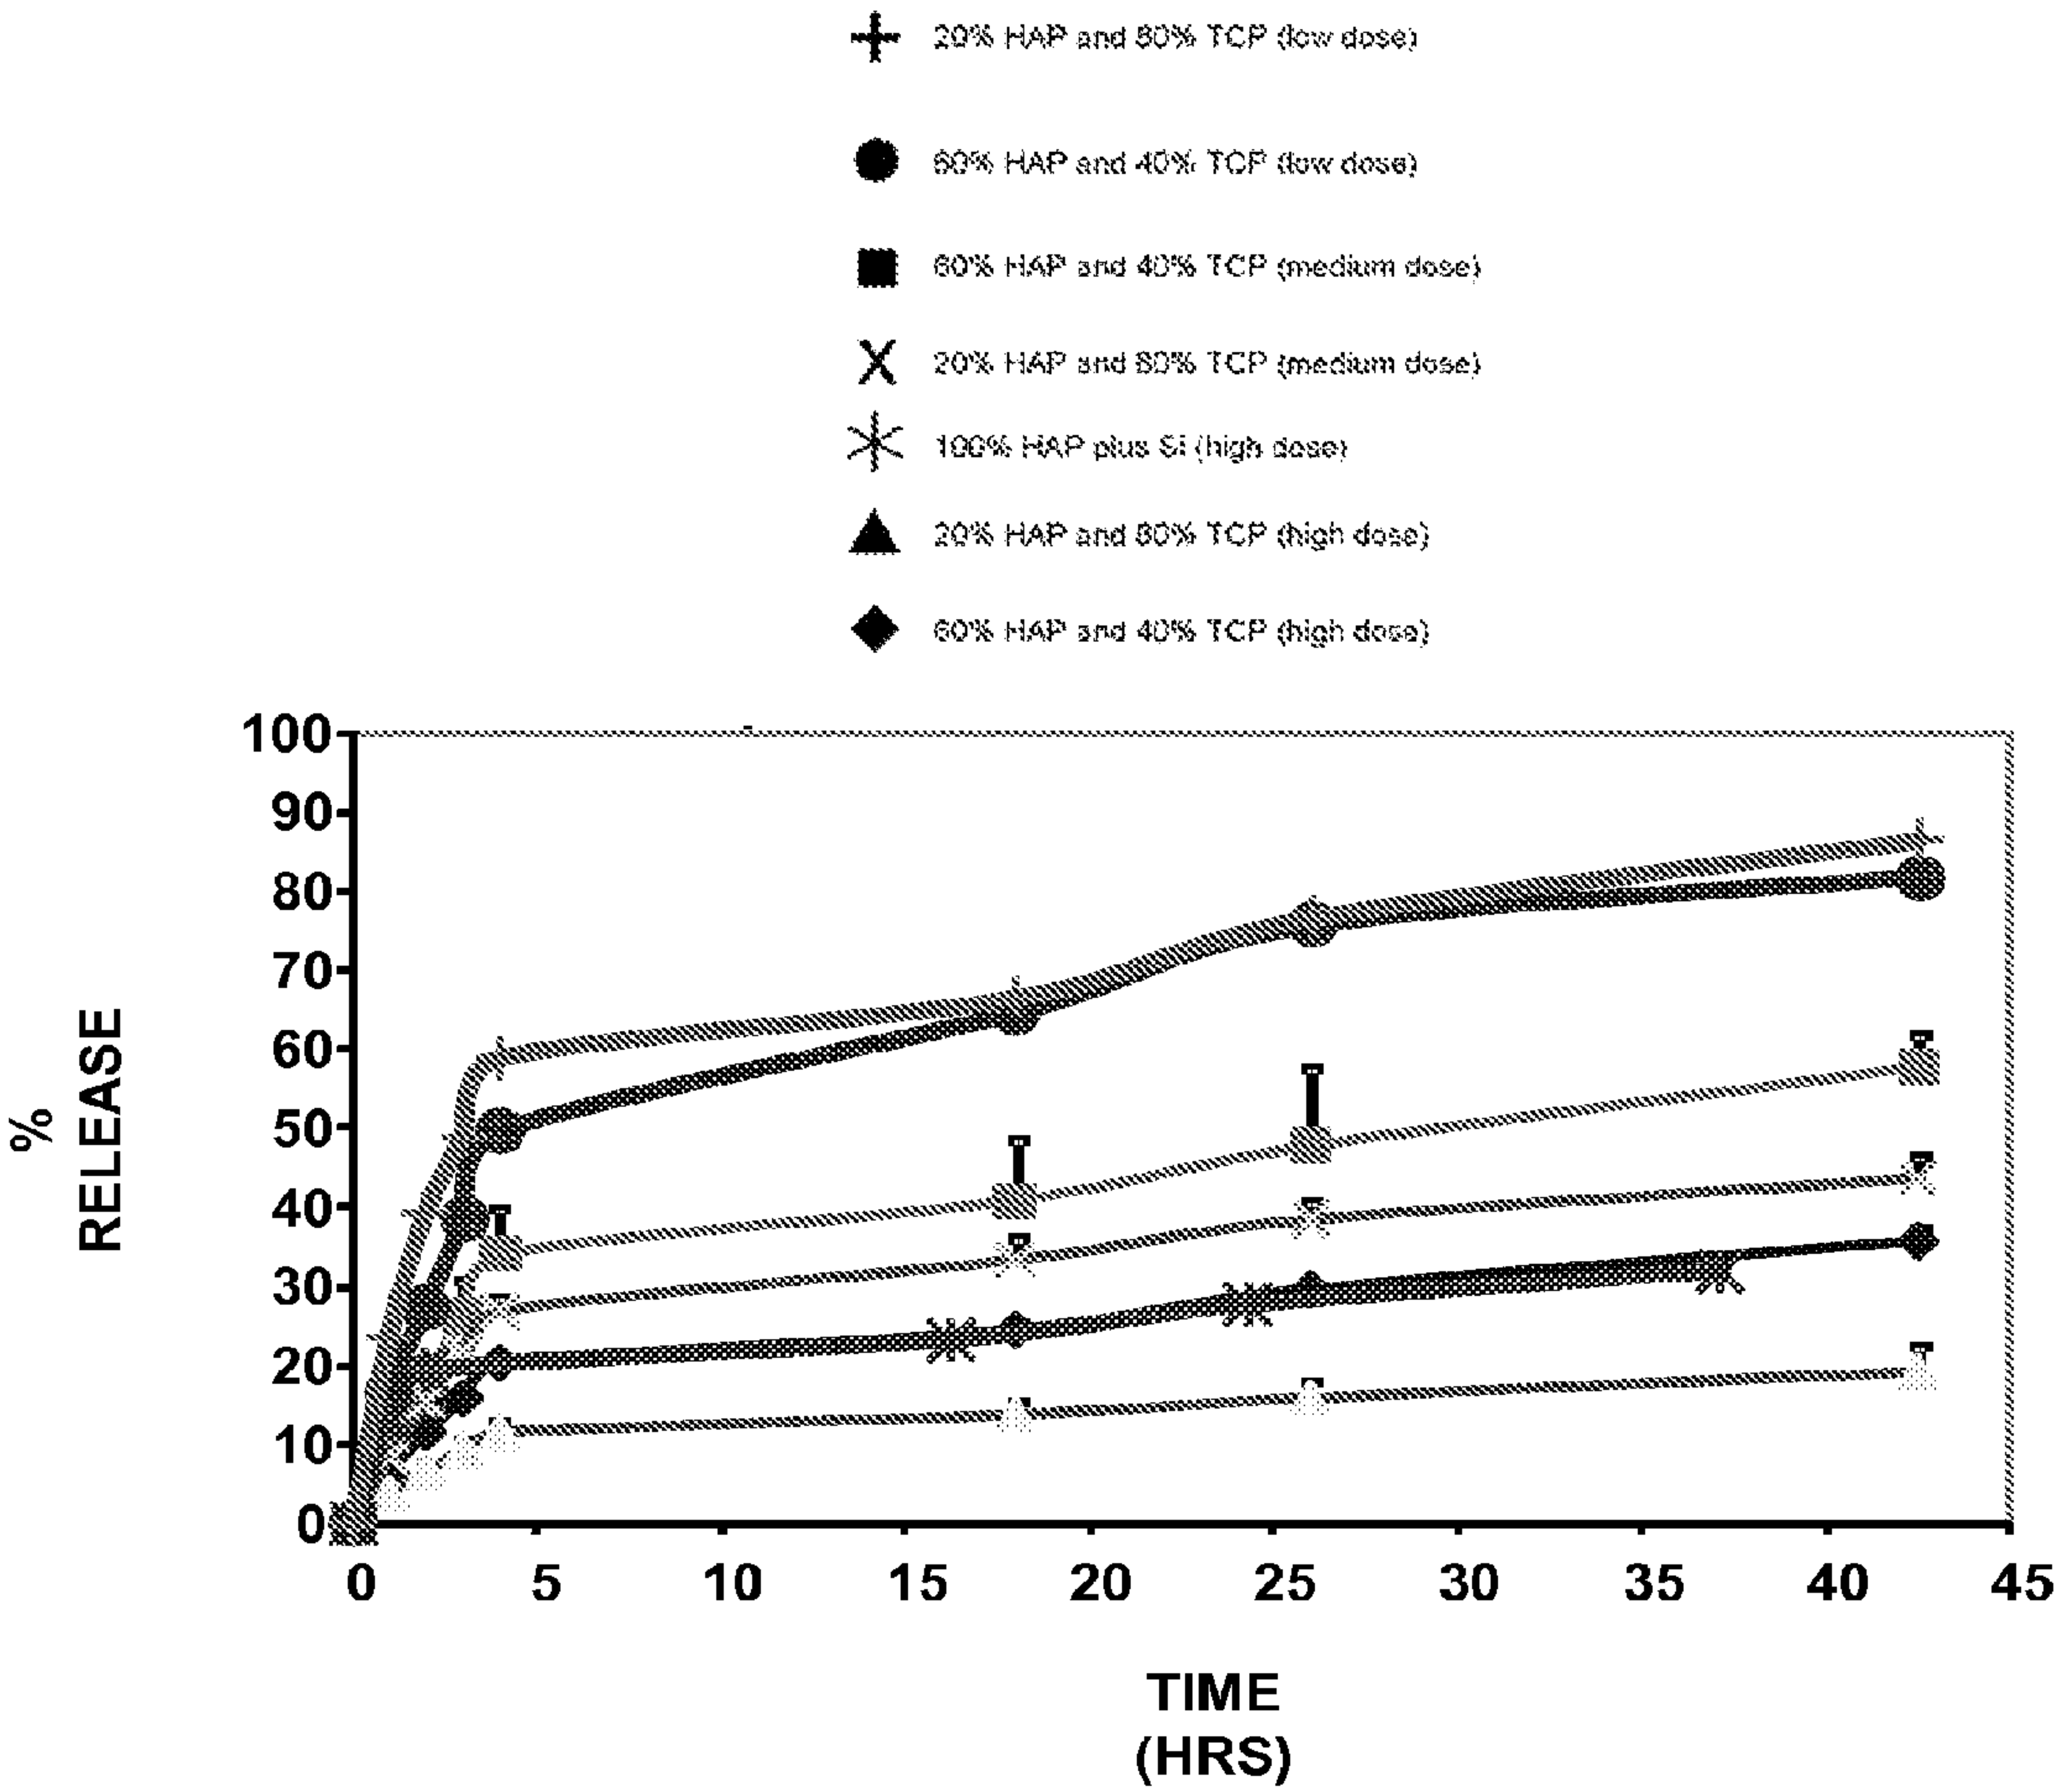 20% HAP and 80% TCP (low dose)
60% HAP and 40% TCP (low dose)
60% HAP and 40% TCP (medium dose)
20% HAP and 80% TCP (medium dose)
100% HAP plus Si (high dose)
20% HAP and 80% TCP (high dose)
60% HAP and 40% TCP (high dose)
100
90
80
70
60
50
40
30
20
10
0
%
RELEASE
0 5 10 15 20 25 30 35 40 45
TIME
(HRS)